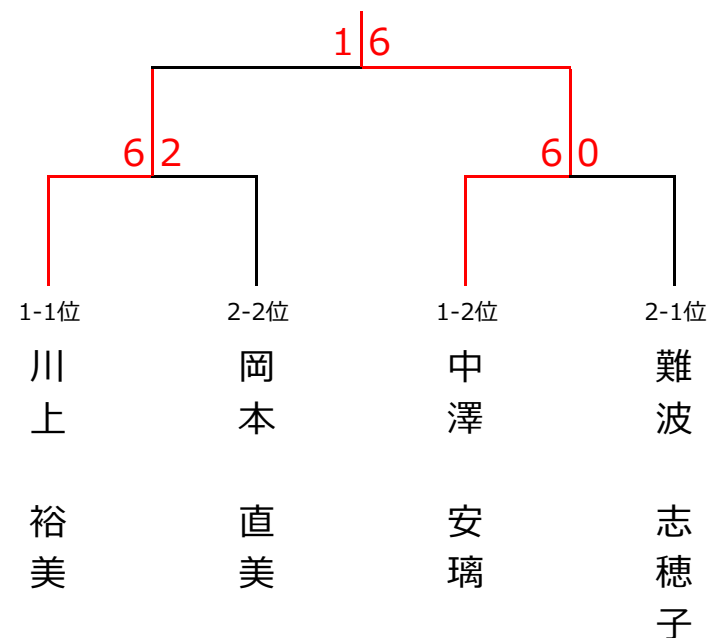 1 6
6 2
6 0
1-1位
2-2位
1-2位
2-1位
川上 裕美
岡本 直美
中澤 安璃
難波 志穂子